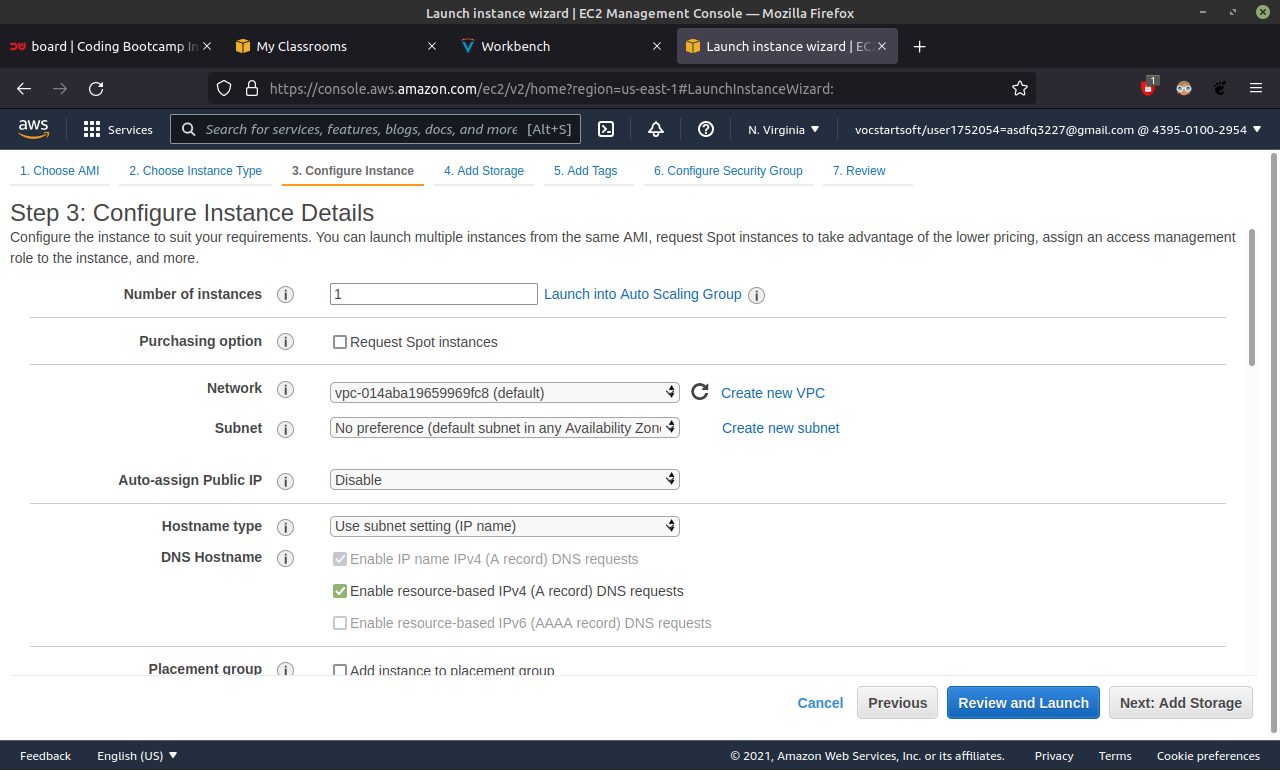 Launch instance wizard | EC2 Management Console — Mozilla Firefox
board | Coding Bootcamp In
My Classrooms
Workbench
Launch instance wizard | EC2
1
https://console.aws.amazon.com/ec2/v2/home?region=us-east-1#LaunchInstanceWizard:
aws
Services
Search for services, features, blogs, docs, and more [Alt+S]
N. Virginia
vocstartsoft/user1752054=asdfq3227@gmail.com @ 4395-0100-2954
1. Choose AMI
2. Choose Instance Type
3. Configure Instance
4. Add Storage
5. Add Tags
6. Configure Security Group
7. Review
Step 3: Configure Instance Details
Configure the instance to suit your requirements. You can launch multiple instances from the same AMI, request Spot instances to take advantage of the lower pricing, assign an access management
role to the instance, and more.
Number of instances i 1 Launch into Auto Scaling Group i
Purchasing option i Request Spot instances
Network i vpc-014aba19659969fc8 (default) Create new VPC
Subnet i No preference (default subnet in any Availability Zone Create new subnet
Auto-assign Public IP i Disable
Hostname type i Use subnet setting (IP name)
DNS Hostname i Enable IP name IPv4 (A record) DNS requests
Enable resource-based IPv4 (A record) DNS requests
Enable resource-based IPv6 (AAAA record) DNS requests
Placement group i Add instance to placement group
Cancel
Previous
Review and Launch
Next: Add Storage
Feedback
English (US)
© 2021, Amazon Web Services, Inc. or its affiliates.
Privacy
Terms
Cookie preferences